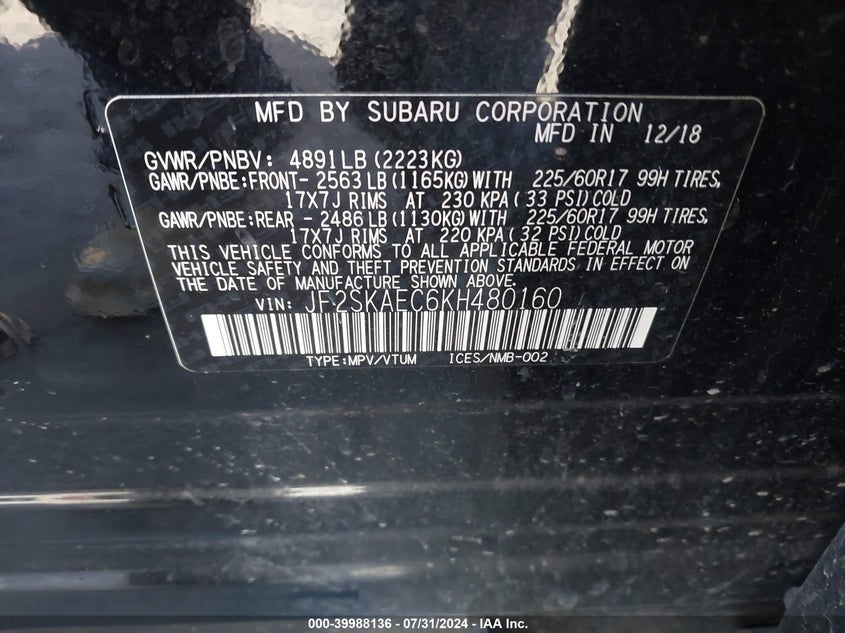 MFD BY SUBARU CORPORATION
MFD IN 12/18
GVWR/PNBV: 4891LB (2223KG)
GAWR/PNBE:FRONT- 2563 LB (1165KG) WITH 225/60R17 99H TIRES,
17X7J RIMS AT 230 KPA ( 33 PSI) COLD
GAWR/PNBE:REAR - 2486 LB (1130KG) WITH 225/60R17 99H TIRES,
17X7J RIMS AT 220 KPA ( 32 PSI) COLD
THIS VEHICLE CONFORMS TO ALL APPLICABLE FEDERAL MOTOR
VEHICLE SAFETY AND THEFT PREVENTION STANDARDS IN EFFECT ON
THE DATE OF MANUFACTURE SHOWN ABOVE.
VIN: JF2SKAEC6KH480160
TYPE:MPV/VTUM ICES/NMB-002
000-39988136 - 07/31/2024 - IAA Inc.